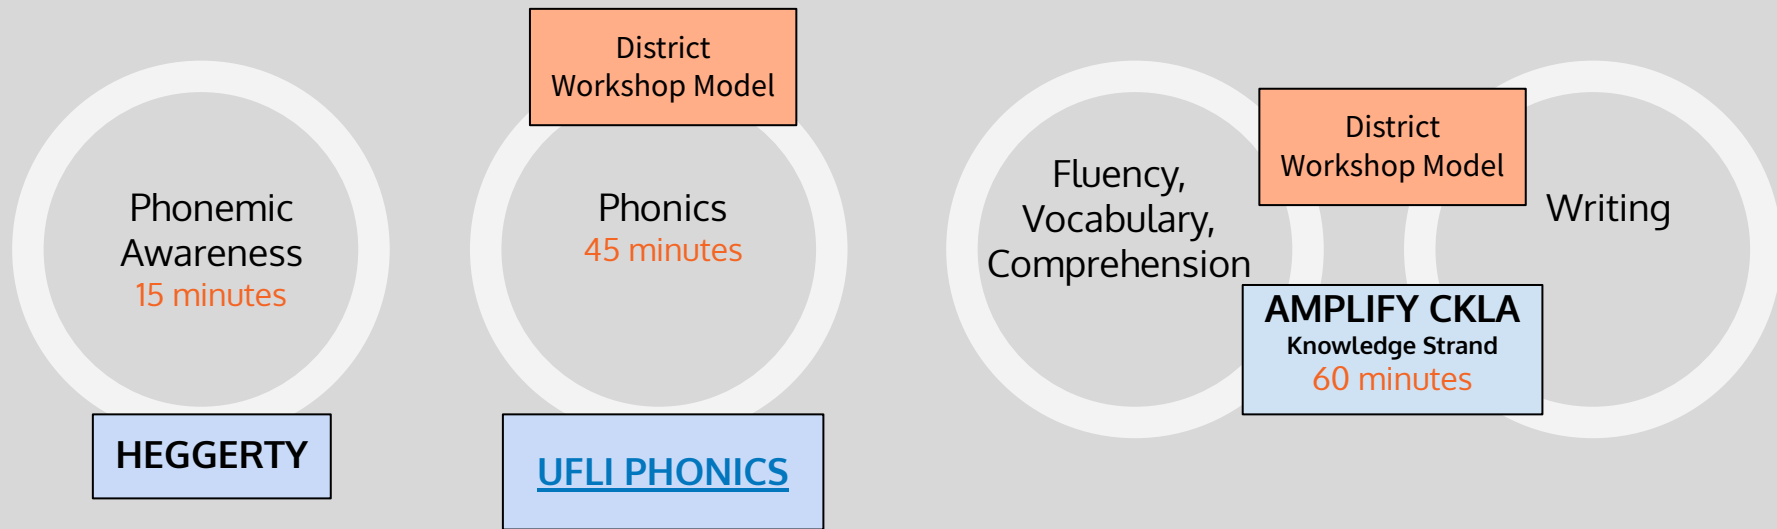 Phonemic
Awareness
15 minutes
HEGGERTY
District
Workshop Model
Phonics
45 minutes
UFLI PHONICS
Fluency,
Vocabulary,
Comprehension
District
Workshop Model
AMPLIFY CKLA
Knowledge Strand
60 minutes
Writing